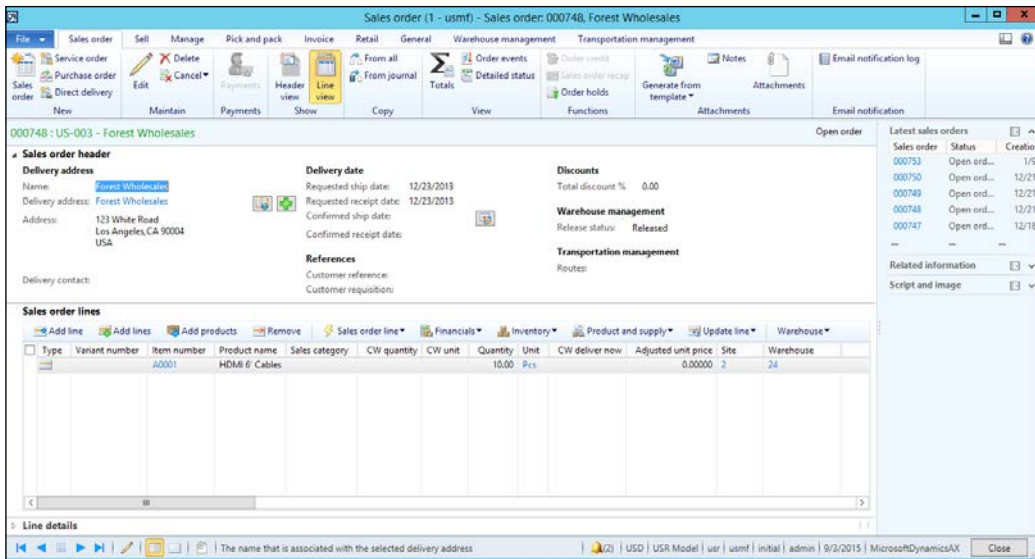 Sales order (1 - usmf) - Sales order: 000748, Forest Wholesales
File Sales order Sell Manage Pick and pack Invoice Retail General Warehouse management Transportation management
Service order Delete From all Order events Order credit Notes Email notification log
Purchase order Cancel From journal Detailed status Sales order recap
Sales order Direct delivery Edit Payments Header view Line view Totals Order holds Generate from template Attachments
New Maintain Payments Show Copy View Functions Attachments Email notification
000748 : US-003 - Forest Wholesales Open order
Sales order header
Delivery address
Name: Forest Wholesales
Delivery address: Forest Wholesales
Address: 123 White Road
Los Angeles,CA 90004
USA
Delivery contact:
Delivery date
Requested ship date: 12/23/2013
Requested receipt date: 12/23/2013
Confirmed ship date:
Confirmed receipt date:
References
Customer reference:
Customer requisition:
Discounts
Total discount % 0.00
Warehouse management
Release status: Released
Transportation management
Routes:
Latest sales orders
Sales order Status Creatio
000753 Open ord... 1/9
000750 Open ord... 12/21
000749 Open ord... 12/21
000748 Open ord... 12/21
000747 Open ord... 12/18
... ... ...
Related information
Script and image
Sales order lines
Add line Add lines Add products Remove Sales order line Financials Inventory Product and supply Update line Warehouse
Type Variant number Item number Product name Sales category CW quantity CW unit Quantity Unit CW deliver now Adjusted unit price Site Warehouse
A0001 HDMI 6' Cables 10.00 Pcs 0.00000 2 24
Line details
The name that is associated with the selected delivery address (2) USD USR Model usr usmf initial admin 9/3/2015 MicrosoftDynamicsAX Close